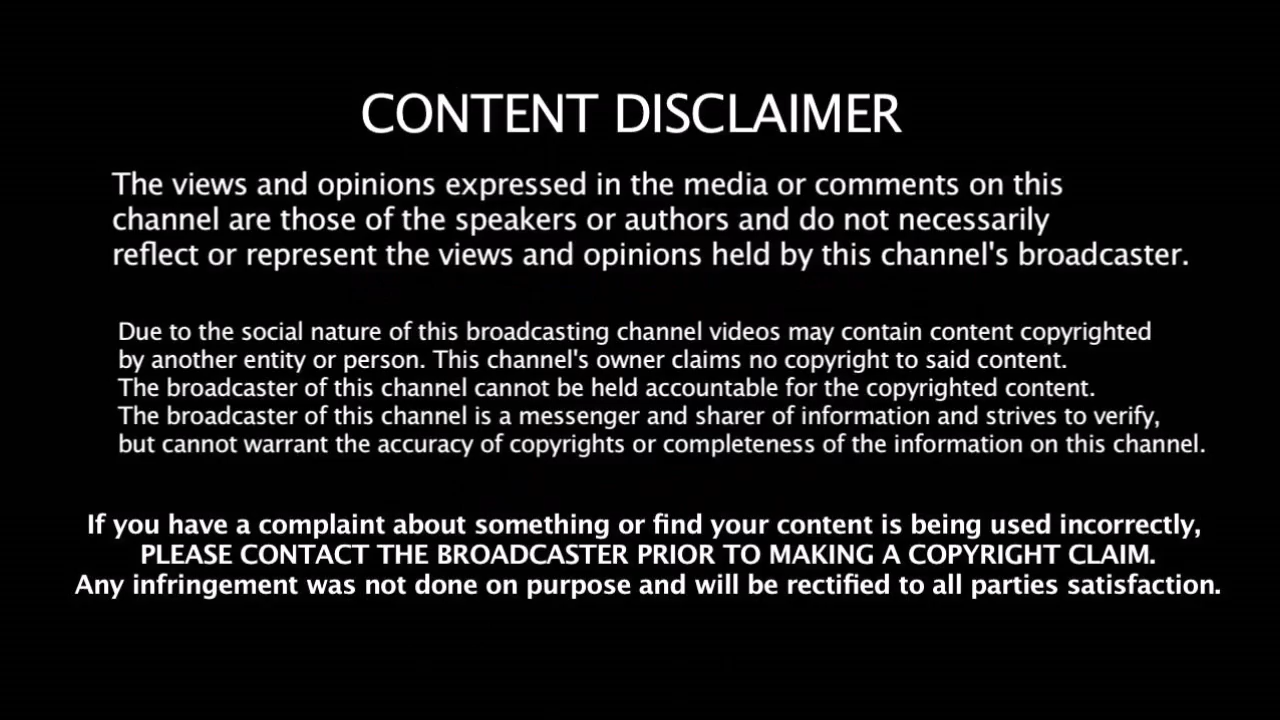 CONTENT DISCLAIMER
The views and opinions expressed in the media or comments on this
channel are those of the speakers or authors and do not necessarily
reflect or represent the views and opinions held by this channel's broadcaster.
Due to the social nature of this broadcasting channel videos may contain content copyrighted
by another entity or person. This channel's owner claims no copyright to said content.
The broadcaster of this channel cannot be held accountable for the copyrighted content.
The broadcaster of this channel is a messenger and sharer of information and strives to verify,
but cannot warrant the accuracy of copyrights or completeness of the information on this channel.
If you have a complaint about something or find your content is being used incorrectly,
PLEASE CONTACT THE BROADCASTER PRIOR TO MAKING A COPYRIGHT CLAIM.
Any infringement was not done on purpose and will be rectified to all parties satisfaction.